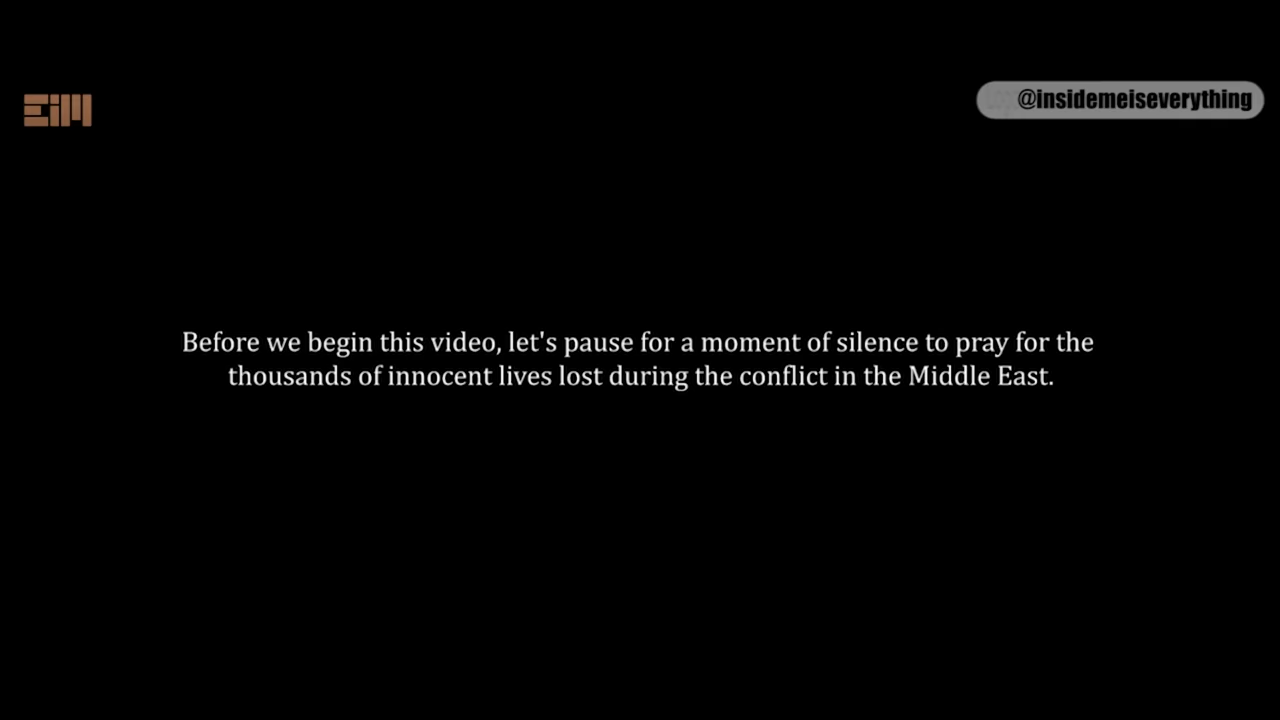 EiM
@insidemeiseverything
Before we begin this video, let's pause for a moment of silence to pray for the
thousands of innocent lives lost during the conflict in the Middle East.